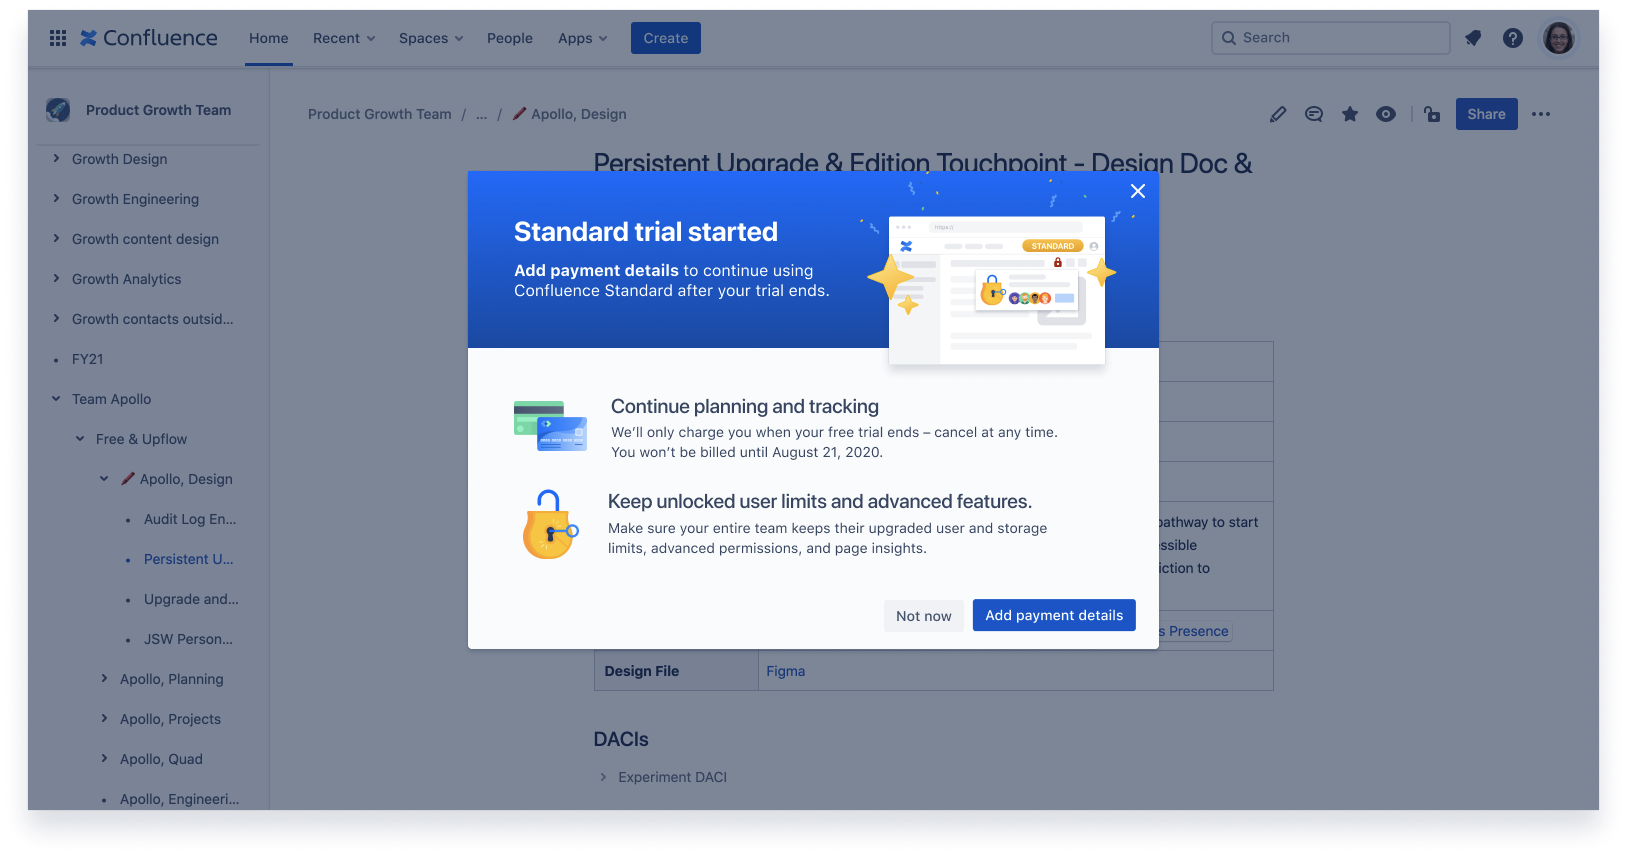 Confluence
Home
Recent
Spaces
People
Apps
Create
Search
Product Growth Team
Product Growth Team / ... / Apollo, Design
Share
Growth Design
Growth Engineering
Growth content design
Growth Analytics
Growth contacts outsid...
FY21
Team Apollo
Free & Upflow
Apollo, Design
Audit Log En...
Persistent U...
Upgrade and...
JSW Person...
Apollo, Planning
Apollo, Projects
Apollo, Quad
Apollo, Engineeri...
Persistent Upgrade & Edition Touchpoint - Design Doc &
Standard trial started
Add payment details to continue using
Confluence Standard after your trial ends.
https://
STANDARD
Continue planning and tracking
We'll only charge you when your free trial ends – cancel at any time.
You won't be billed until August 21, 2020.
Keep unlocked user limits and advanced features.
Make sure your entire team keeps their upgraded user and storage
limits, advanced permissions, and page insights.
Not now
Add payment details
pathway to start
essible
iction to
s Presence
Design File
Figma
DACIs
Experiment DACI